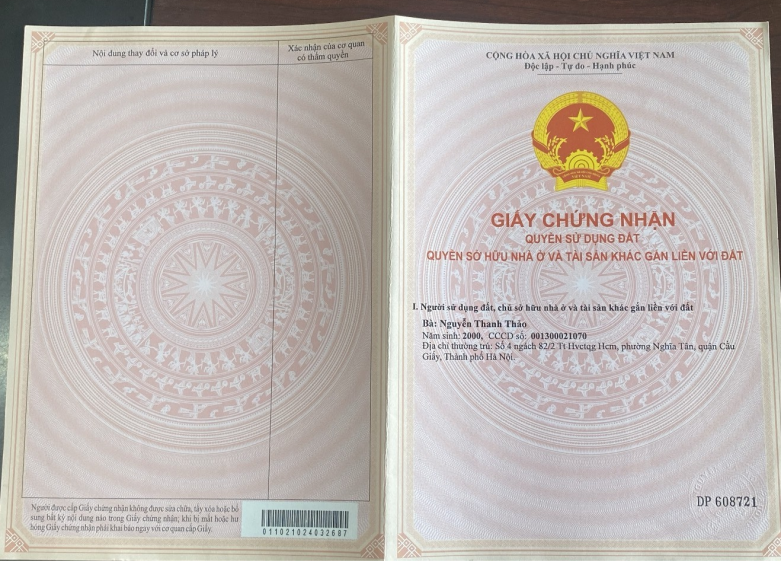 Nội dung thay đổi và cơ sở pháp lý
Xác nhận của cơ quan
có thẩm quyền
Người được cấp Giấy chứng nhận không được sửa chữa, tẩy xóa hoặc bổ
sung bất kỳ nội dung nào trong Giấy chứng nhận; khi bị mất hoặc hư
hỏng Giấy chứng nhận phải khai báo ngay với cơ quan cấp Giấy.
011021024032687
CỘNG HÒA XÃ HỘI CHỦ NGHĨA VIỆT NAM
Độc lập - Tự do - Hạnh phúc
GIẤY CHỨNG NHẬN
QUYỀN SỬ DỤNG ĐẤT
QUYỀN SỞ HỮU NHÀ Ở VÀ TÀI SẢN KHÁC GẮN LIỀN VỚI ĐẤT
I. Người sử dụng đất, chủ sở hữu nhà ở và tài sản khác gắn liền với đất
Bà: Nguyễn Thanh Thảo
Năm sinh: 2000, CCCD số: 001300021070
Địa chỉ thường trú: Số 4 ngách 82/2 Tt Hvctqg Hcm, phường Nghĩa Tân, quận Cầu
Giấy, Thành phố Hà Nội.
DP 608721